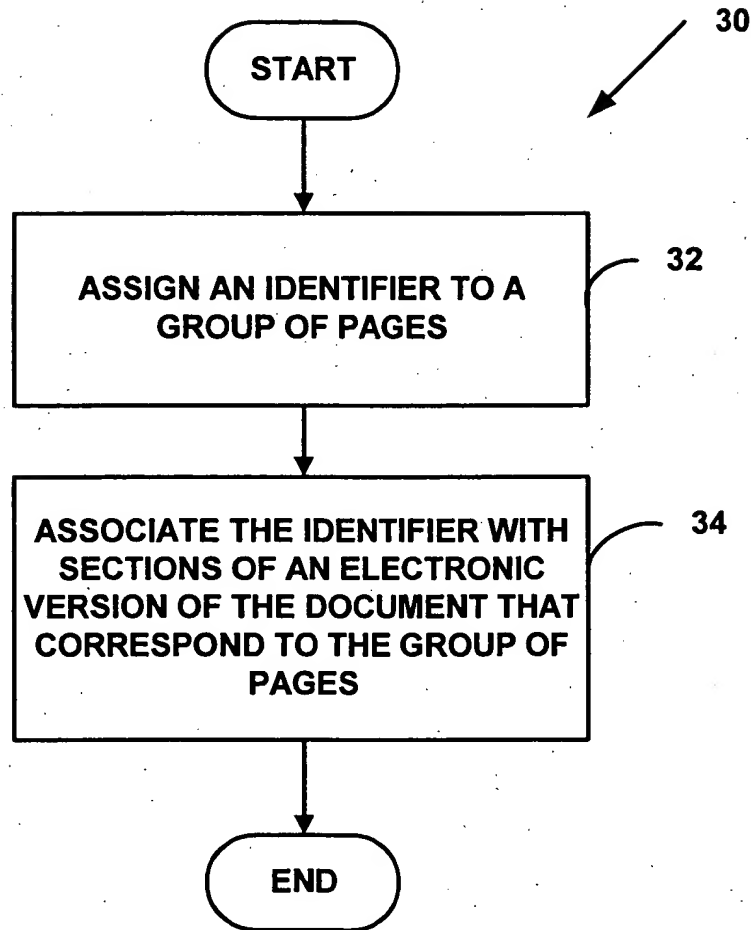 30
START
ASSIGN AN IDENTIFIER TO A
GROUP OF PAGES
32
ASSOCIATE THE IDENTIFIER WITH
SECTIONS OF AN ELECTRONIC
VERSION OF THE DOCUMENT THAT
CORRESPOND TO THE GROUP OF
PAGES
34
END